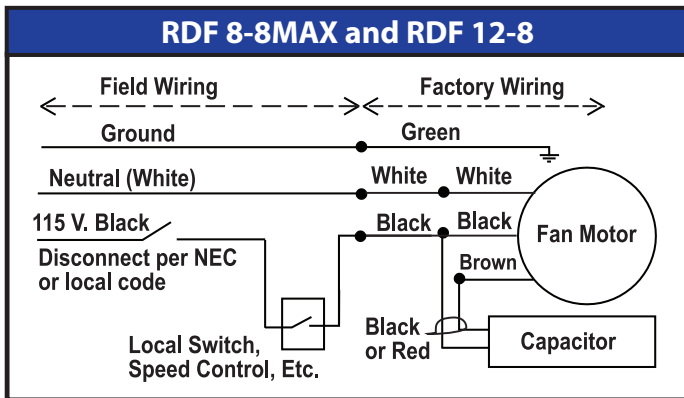 RDF 8-8MAX and RDF 12-8
Field Wiring
Factory Wiring
Ground
Green
Neutral (White)
White
White
115 V. Black
Black
Black
Fan Motor
Disconnect per NEC
or local code
Brown
Local Switch,
Speed Control, Etc.
Black
or Red
Capacitor